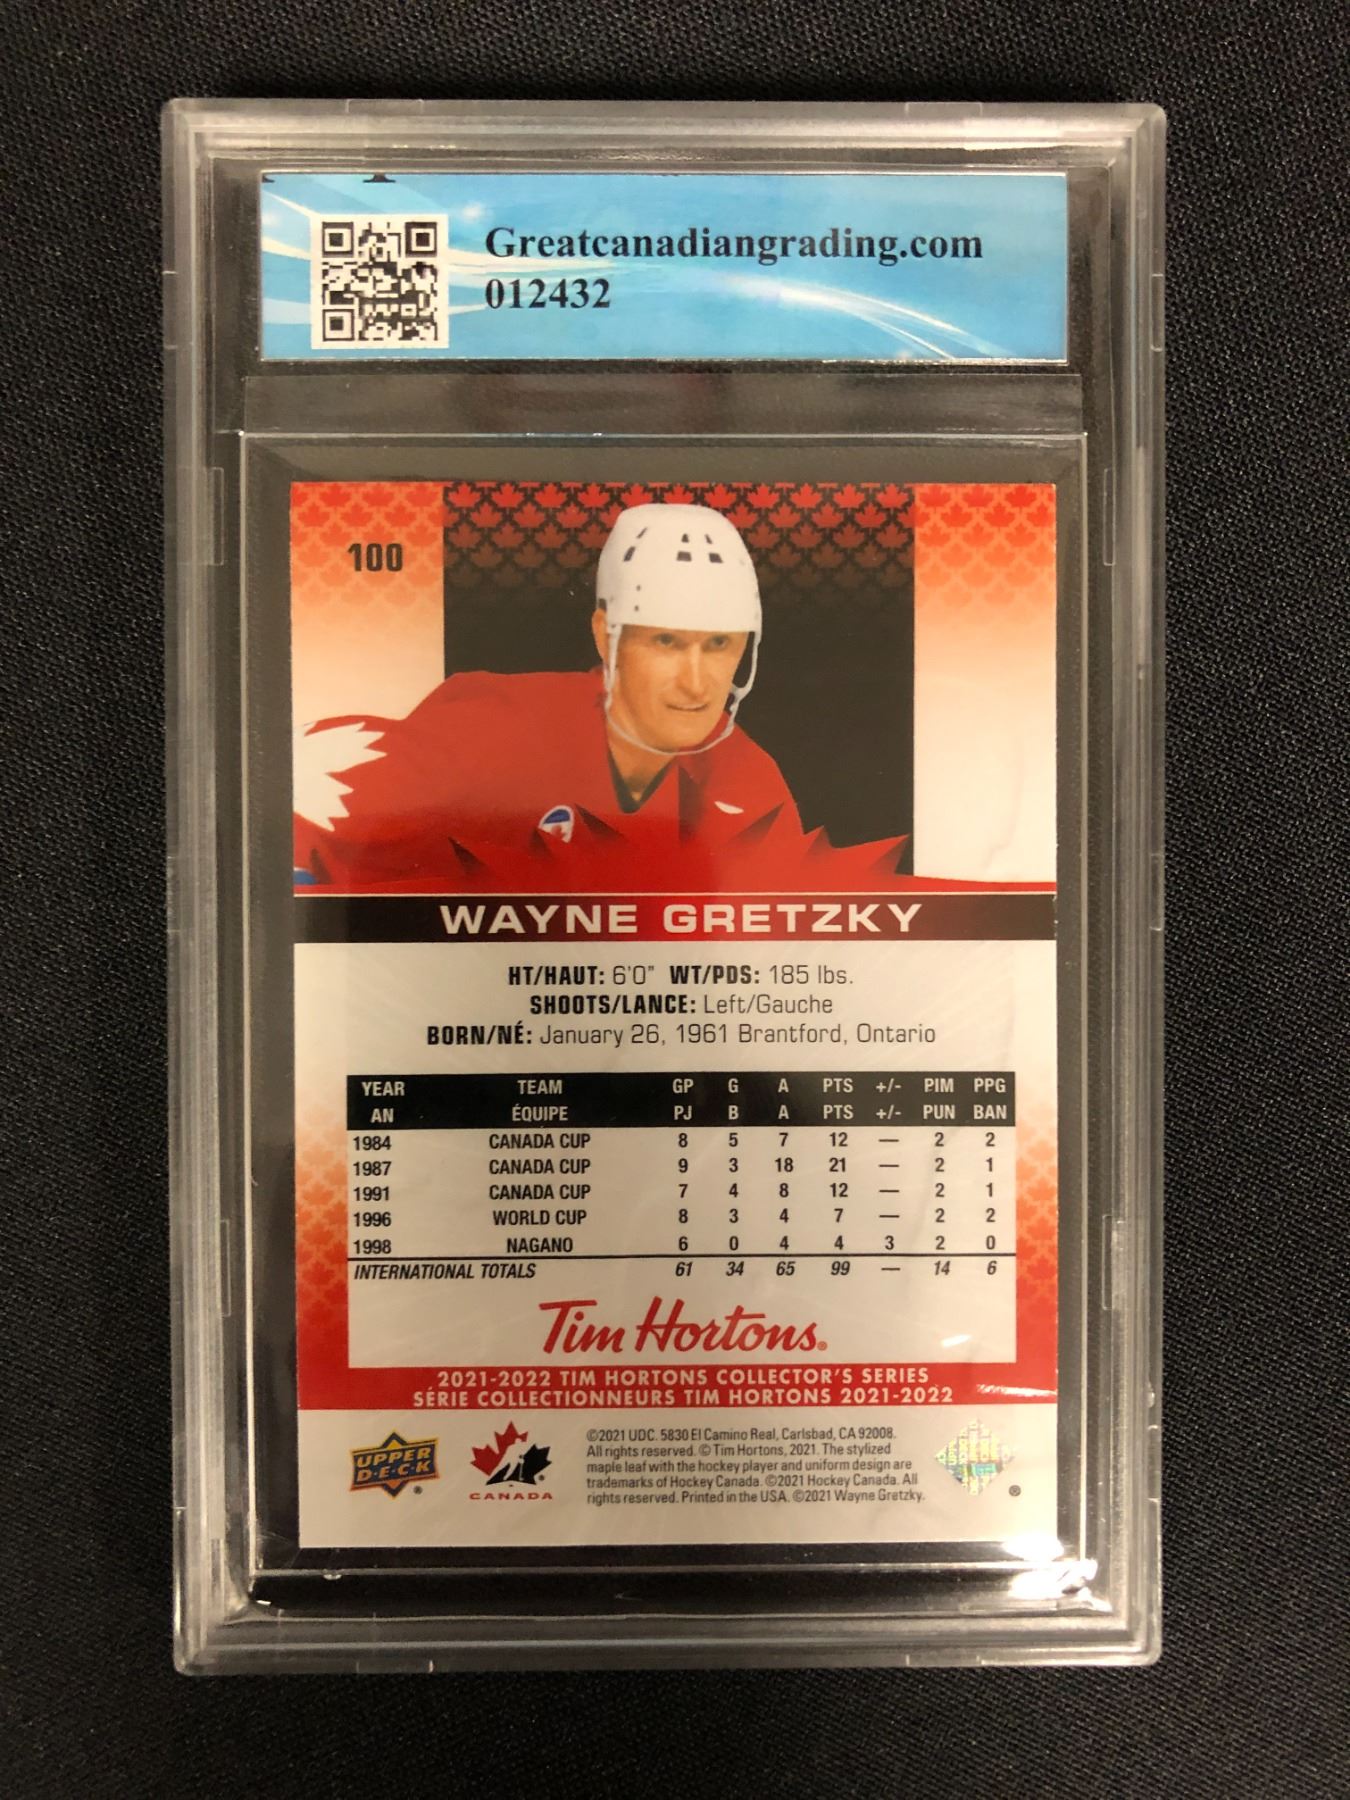 Greatcanadiangrading.com
012432
100
WAYNE GRETZKY
HT/HAUT: 6'0" WT/PDS: 185 lbs.
SHOOTS/LANCE: Left/Gauche
BORN/NÉ: January 26, 1961 Brantford, Ontario
YEAR TEAM GP G A PTS +/- PIM PPG
AN ÉQUIPE PJ B A PTS +/- PUN BAN
1984 CANADA CUP 8 5 7 12 — 2 2
1987 CANADA CUP 9 3 18 21 — 2 1
1991 CANADA CUP 7 4 8 12 — 2 1
1996 WORLD CUP 8 3 4 7 — 2 2
1998 NAGANO 6 0 4 4 3 2 0
INTERNATIONAL TOTALS 61 34 65 99 — 14 6
Tim Hortons®
2021-2022 TIM HORTONS COLLECTOR'S SERIES
SÉRIE COLLECTIONNEURS TIM HORTONS 2021-2022
UPPER
DECK®
CANADA
©2021 UDC. 5830 El Camino Real, Carlsbad, CA 92008.
All rights reserved. © Tim Hortons, 2021. The stylized
maple leaf with the hockey player and uniform design are
trademarks of Hockey Canada. ©2021 Hockey Canada. All
rights reserved. Printed in the USA. ©2021 Wayne Gretzky.
®